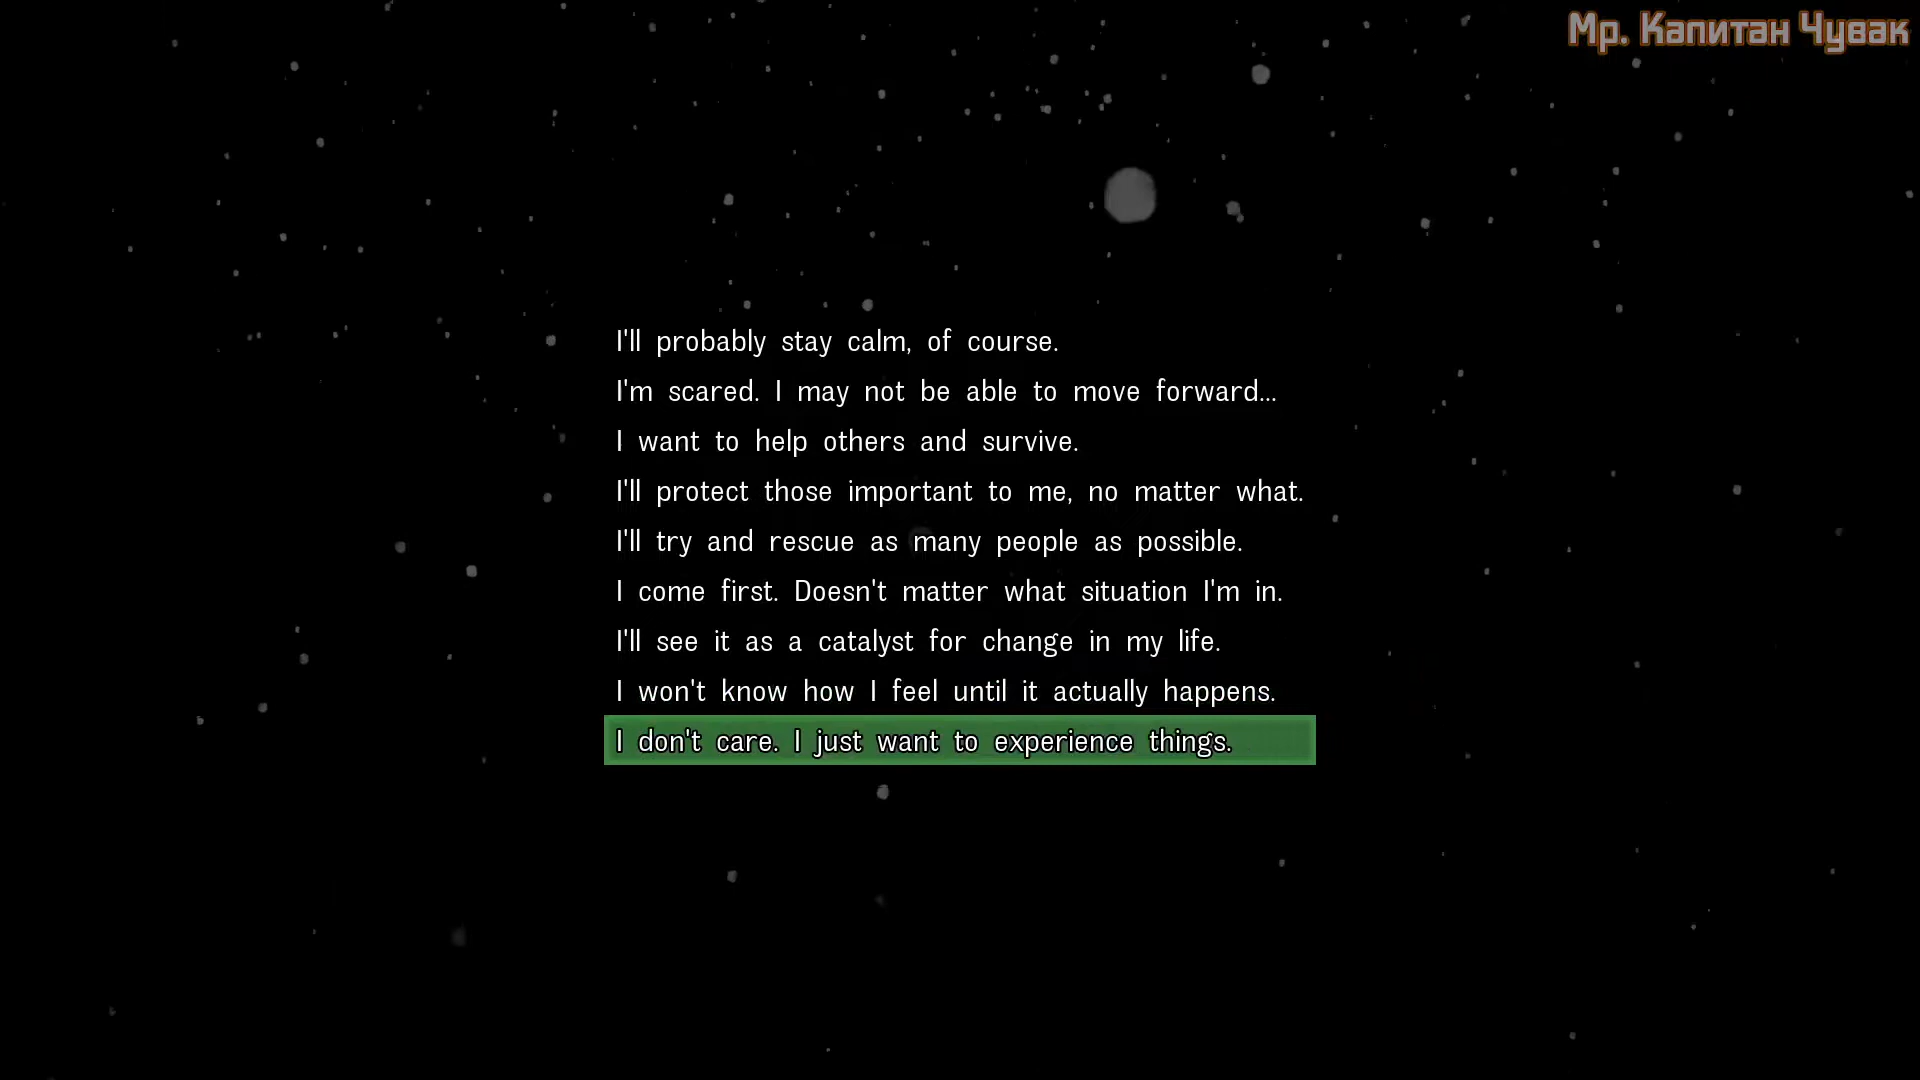 Мр. Капитан Чувак
I'll probably stay calm, of course.
I'm scared. I may not be able to move forward...
I want to help others and survive.
I'll protect those important to me, no matter what.
I'll try and rescue as many people as possible.
I come first. Doesn't matter what situation I'm in.
I'll see it as a catalyst for change in my life.
I won't know how I feel until it actually happens.
I don't care. I just want to experience things.